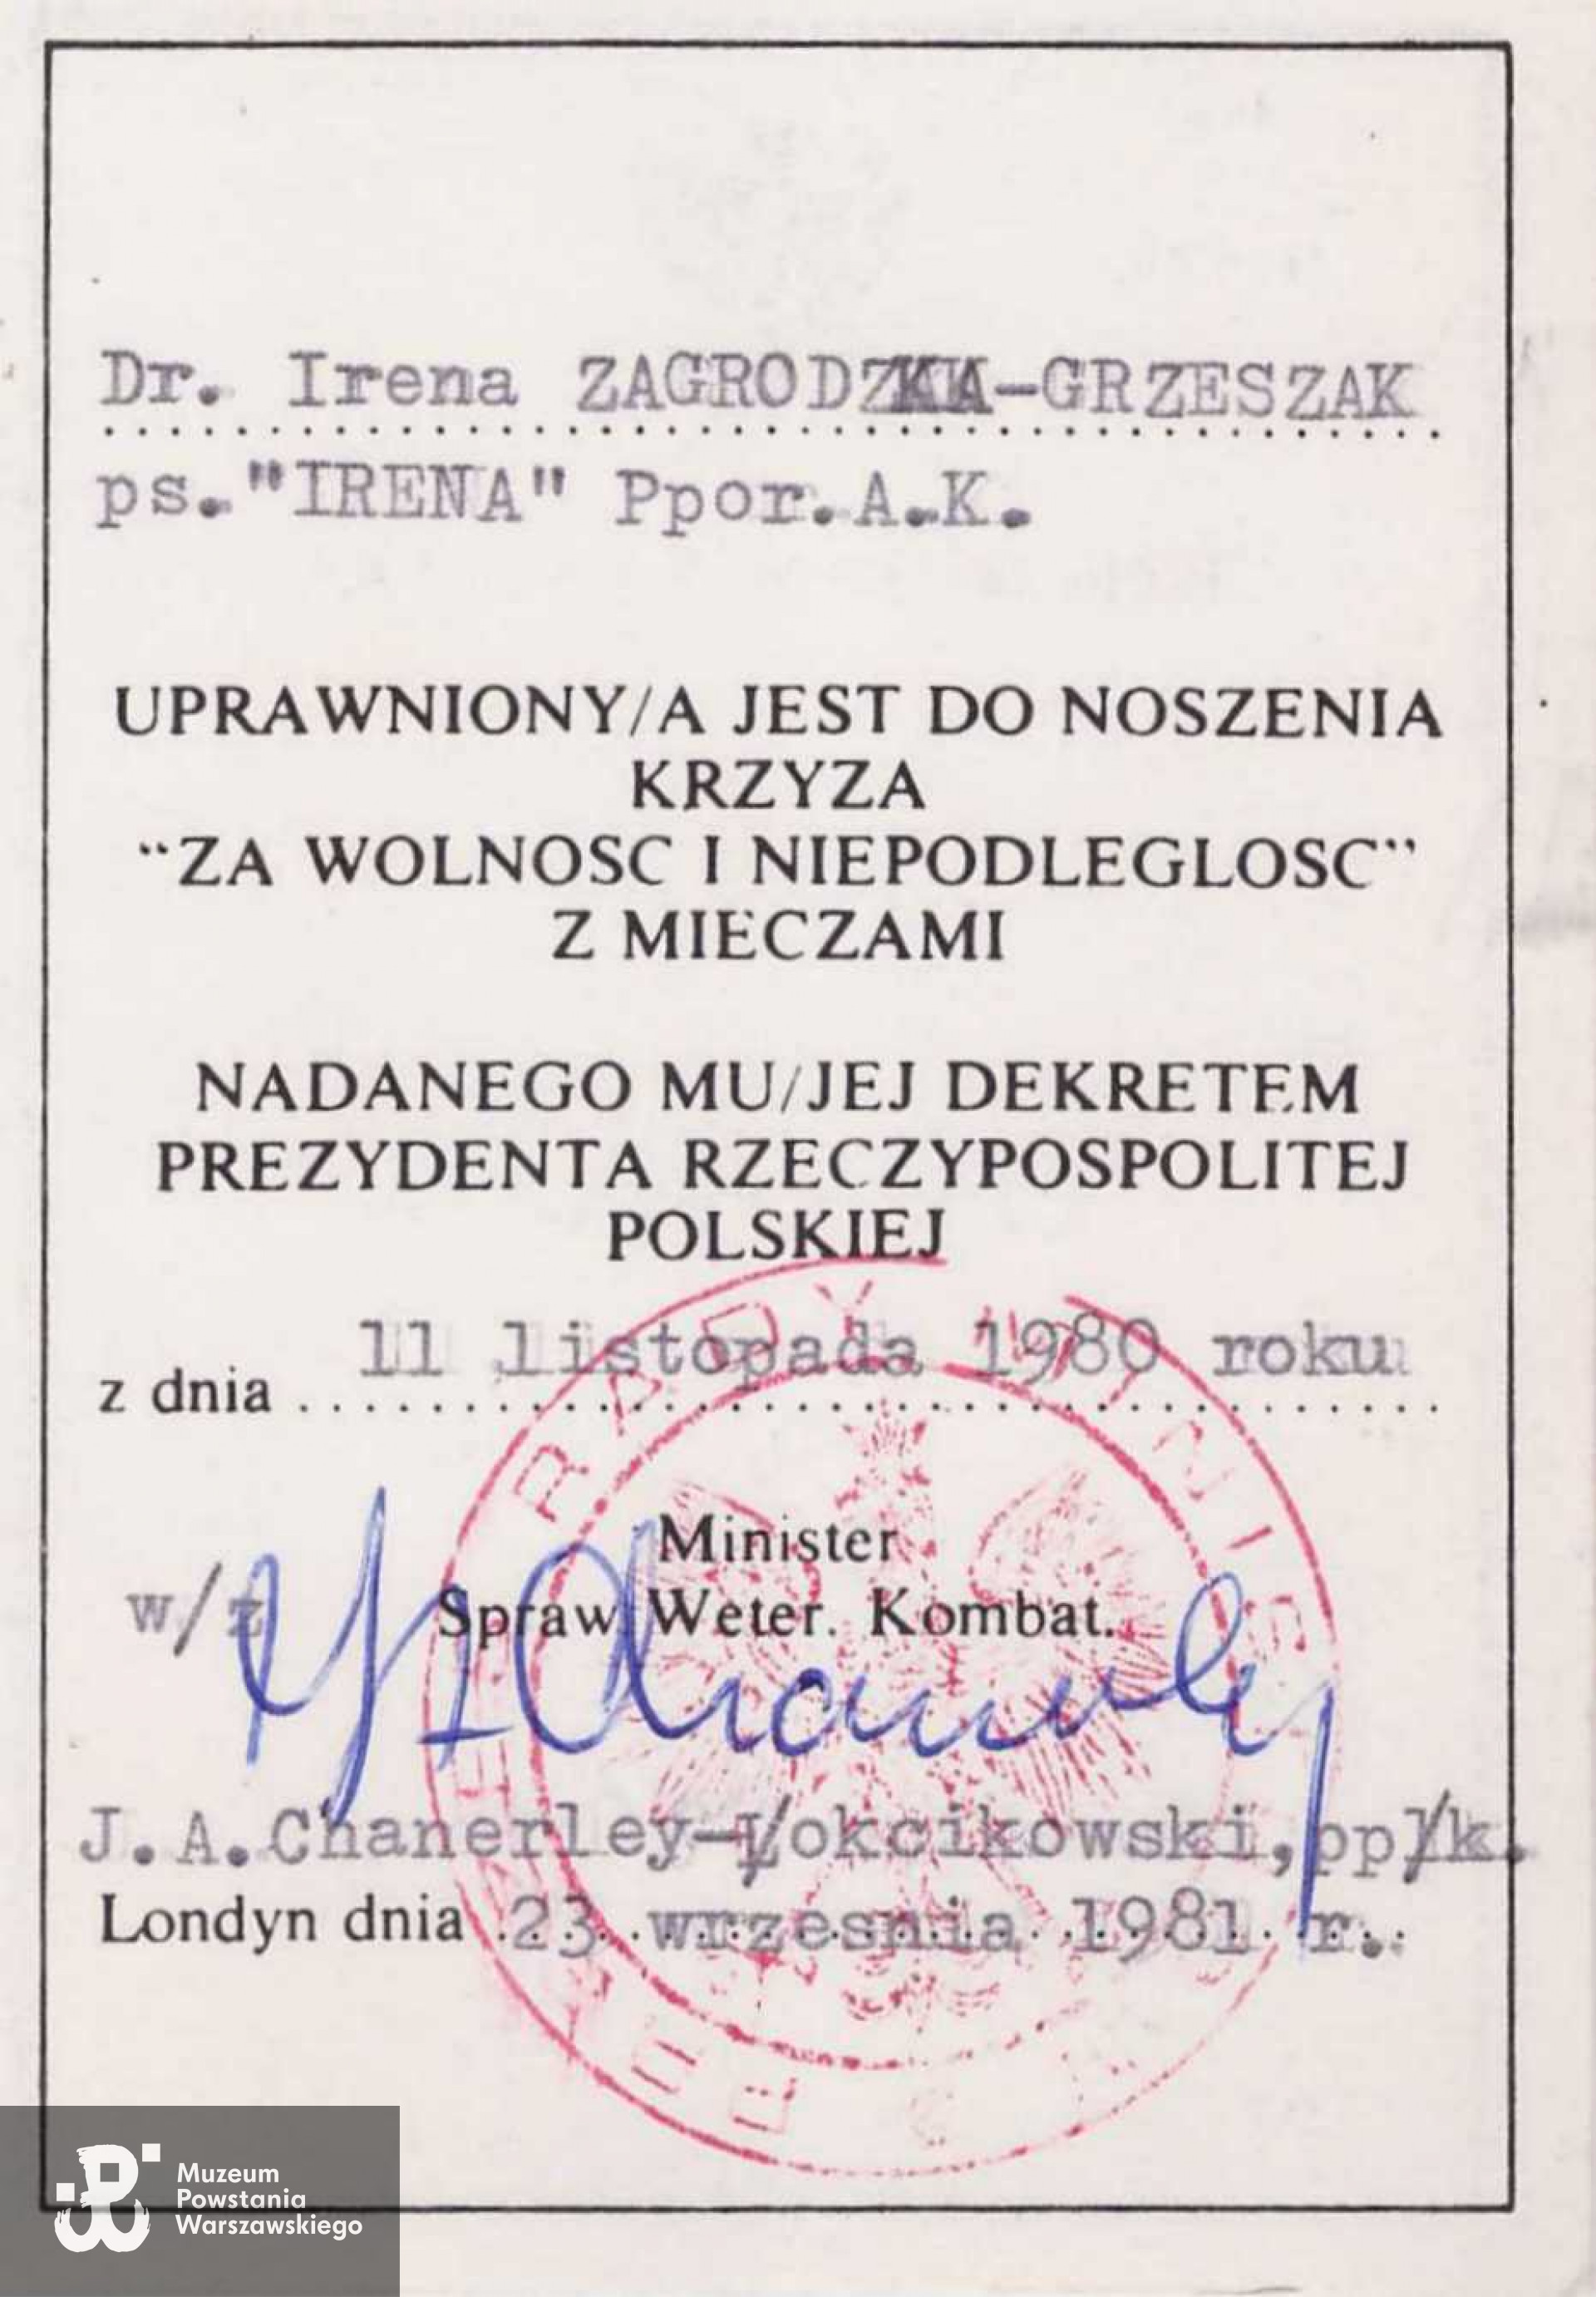 Dr. Irena ZAGRODZKA-GRZESZAK
ps."IRENA" Ppor.A.K.
UPRAWNIONY/A JEST DO NOSZENIA
KRZYZA
“ZA WOLNOSC I NIEPODLEGLOSC”
Z MIECZAMI
NADANEGO MU/JEJ DEKRETEM
PREZYDENTA RZECZYPOSPOLITEJ
POLSKIEJ
z dnia 11 listopada 1980 roku
Minister
w/z Spraw Weter. Kombat.
J.A.Chanerley-Łokcikowski,ppłk.
Londyn dnia 23 wrzesnia 1981 r.
Muzeum
Powstania
Warszawskiego